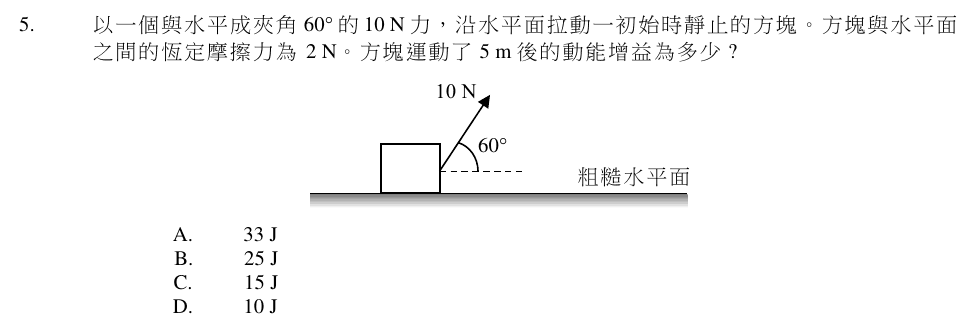 5. 以一個與水平成夾角 60° 的 10 N 力，沿水平面拉動一初始時靜止的方塊。方塊與水平面
之間的恆定摩擦力為 2 N。方塊運動了 5 m 後的動能增益為多少？
10 N
60°
粗糙水平面
A. 33 J
B. 25 J
C. 15 J
D. 10 J